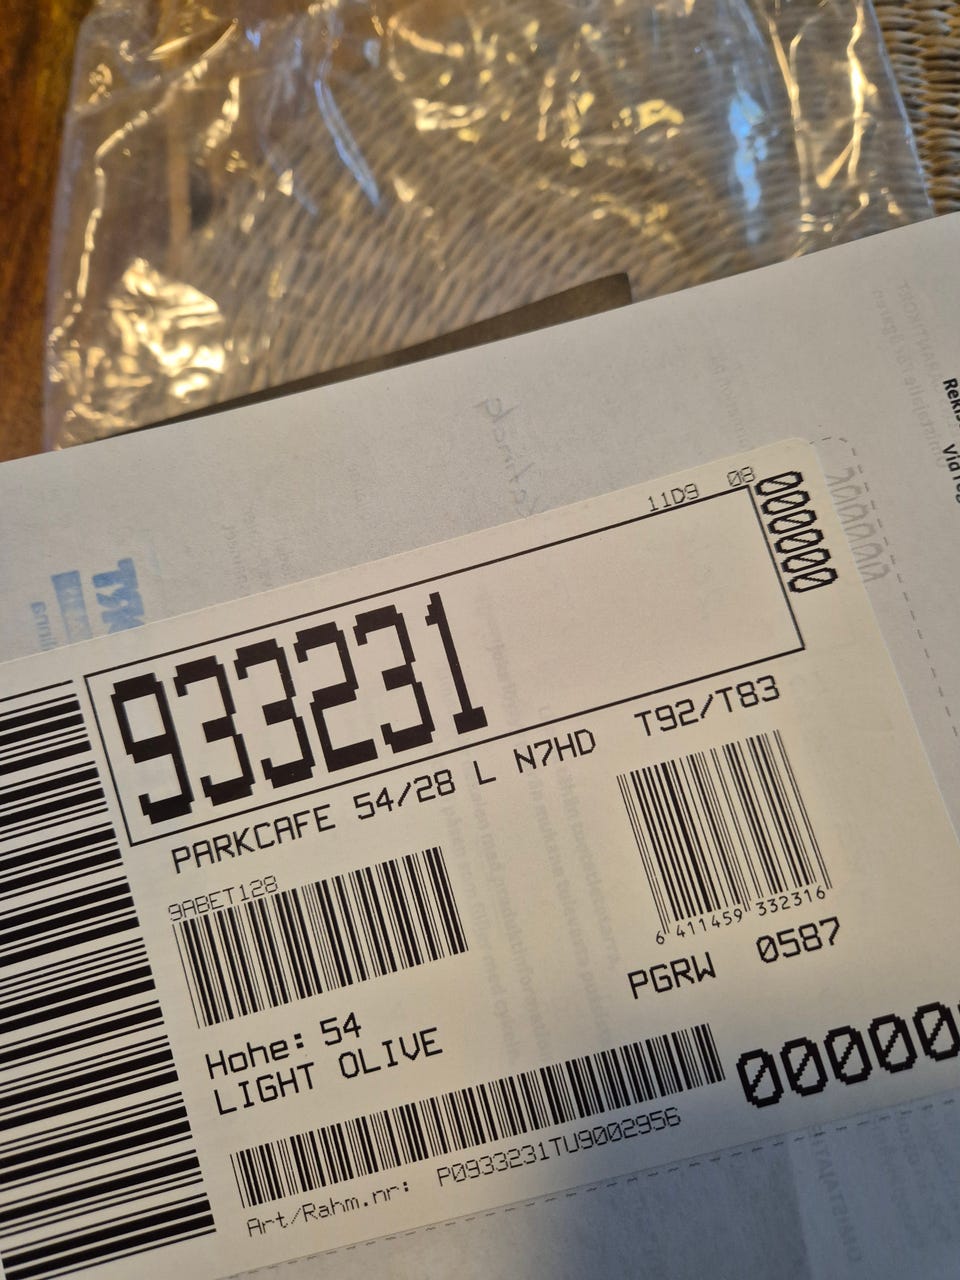 11D9 08
000000
933231
PARKCAFE 54/28 L N7HD T92/T83
9ABET128
6 411459 332316
PGRW 0587
Hohe: 54
LIGHT OLIVE
00000
P0933231TU9002956
Art/Rahm.nr: